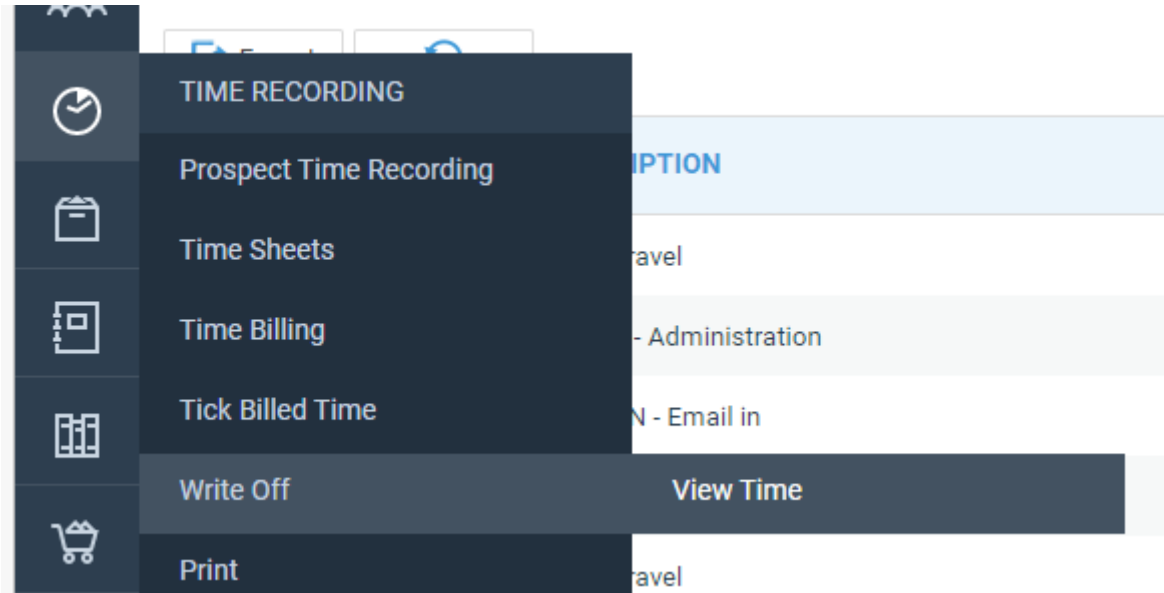 TIME RECORDING
Prospect Time Recording
IPTION
Time Sheets
ravel
Time Billing
- Administration
Tick Billed Time
N - Email in
Write Off
View Time
Print
ravel